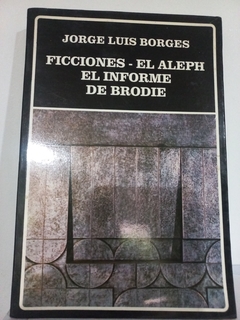 JORGE LUIS BORGES
FICCIONES - EL ALEPH
EL INFORME
DE BRODIE